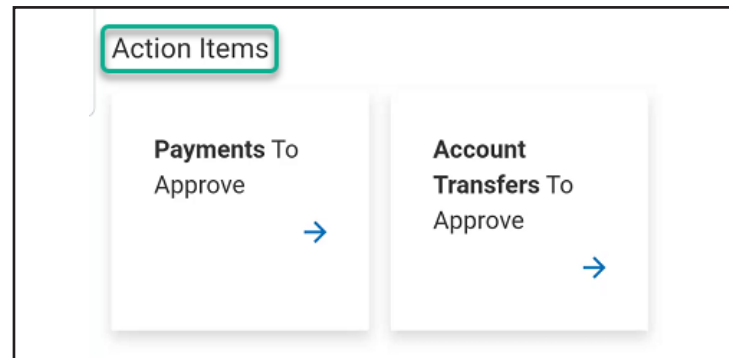 Action Items
Payments To
Approve
Account
Transfers To
Approve